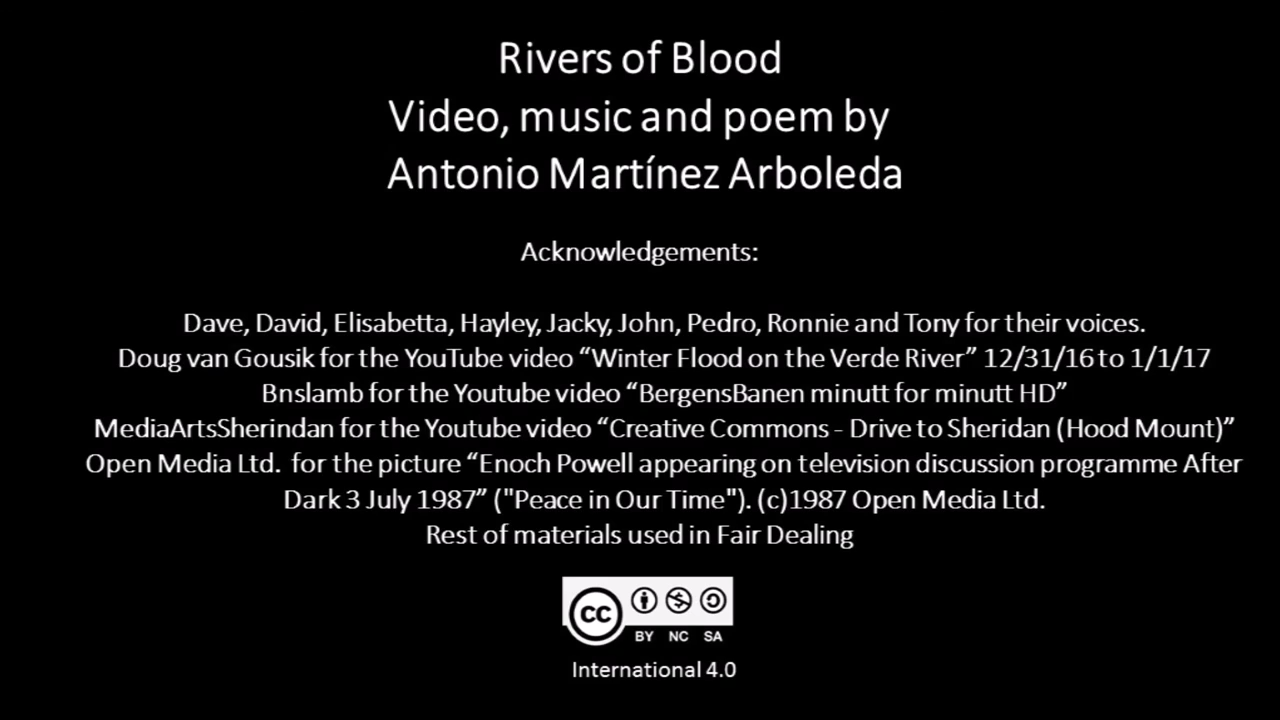 Rivers of Blood
Video, music and poem by
Antonio Martínez Arboleda
Acknowledgements:
Dave, David, Elisabetta, Hayley, Jacky, John, Pedro, Ronnie and Tony for their voices.
Doug van Gousik for the YouTube video “Winter Flood on the Verde River” 12/31/16 to 1/1/17
Bnslamb for the Youtube video “BergensBanen minutt for minutt HD”
MediaArtsSherindan for the Youtube video “Creative Commons - Drive to Sheridan (Hood Mount)”
Open Media Ltd. for the picture “Enoch Powell appearing on television discussion programme After
Dark 3 July 1987” ("Peace in Our Time"). (c)1987 Open Media Ltd.
Rest of materials used in Fair Dealing
CC
BY NC SA
International 4.0